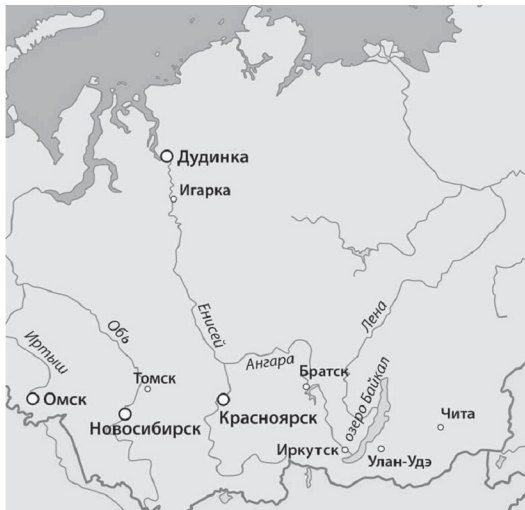 Дудинка
Игарка
Енисей
Обь
Иртыш
Лена
Ангара
Томск
Братск
озеро Байкал
Омск
Новосибирск
Красноярск
Чита
Иркутск
Улан-Удэ